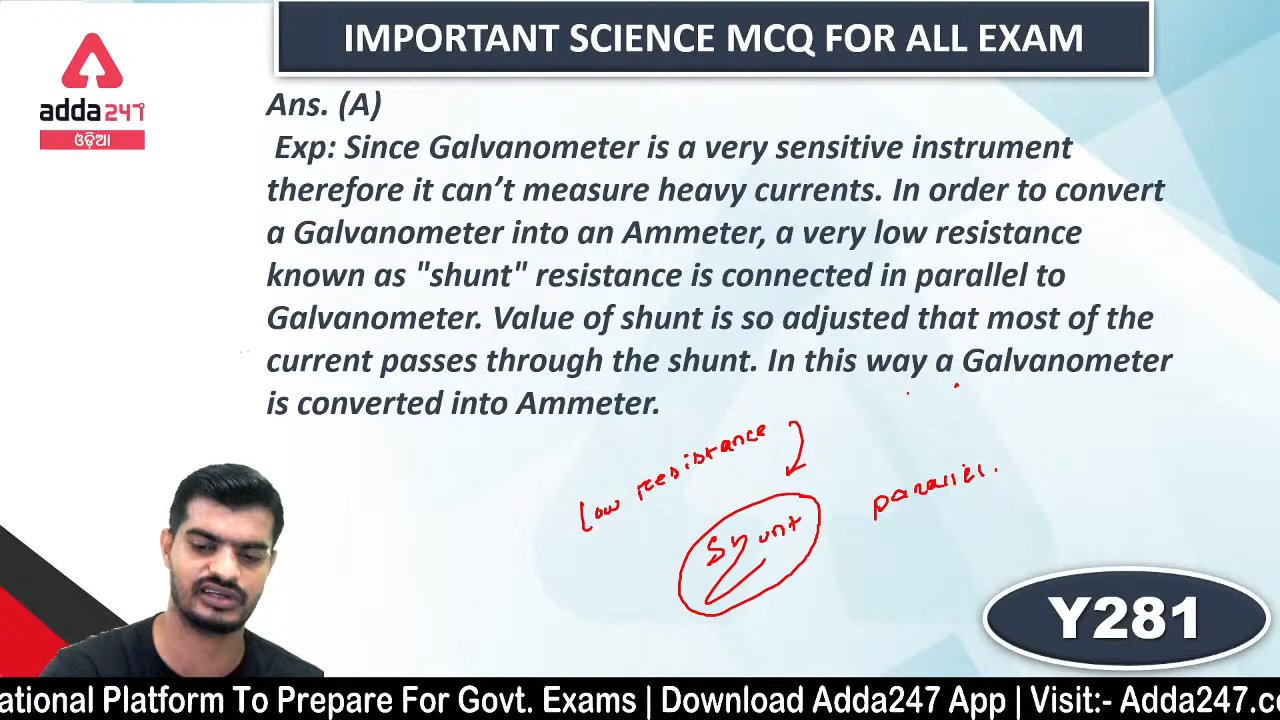 IMPORTANT SCIENCE MCQ FOR ALL EXAM
adda247
ଓଡ଼ିଆ
Ans. (A)
Exp: Since Galvanometer is a very sensitive instrument
therefore it can’t measure heavy currents. In order to convert
a Galvanometer into an Ammeter, a very low resistance
known as "shunt" resistance is connected in parallel to
Galvanometer. Value of shunt is so adjusted that most of the
current passes through the shunt. In this way a Galvanometer
is converted into Ammeter.
low resistance
parallel.
Shunt
Y281
ational Platform To Prepare For Govt. Exams | Download Adda247 App | Visit:- Adda247.co